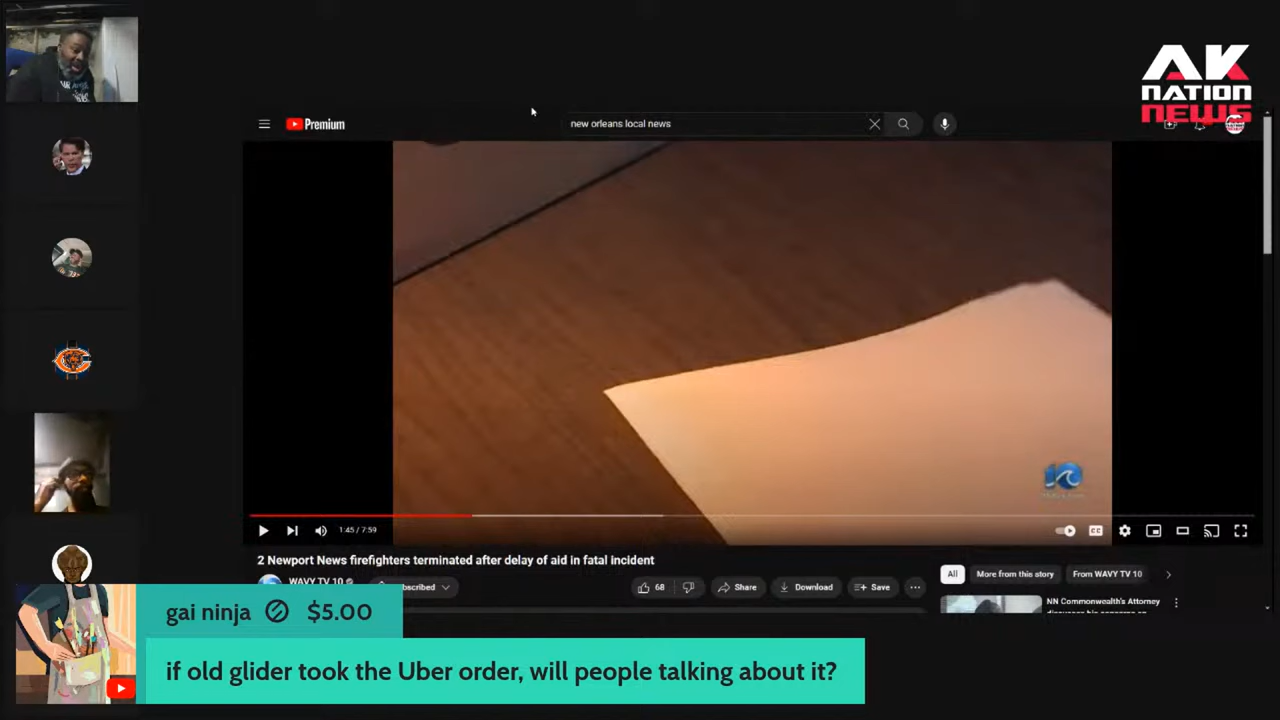 AK
NATION
NEWS
Premium
new orleans local news
10
1:45 / 7:59
CC
2 Newport News firefighters terminated after delay of aid in fatal incident
WAVY TV 10
68
Share
Download
Save
All
More from this story
From WAVY TV 10
NN Commonwealth's Attorney
gai ninja $5.00
if old glider took the Uber order, will people talking about it?